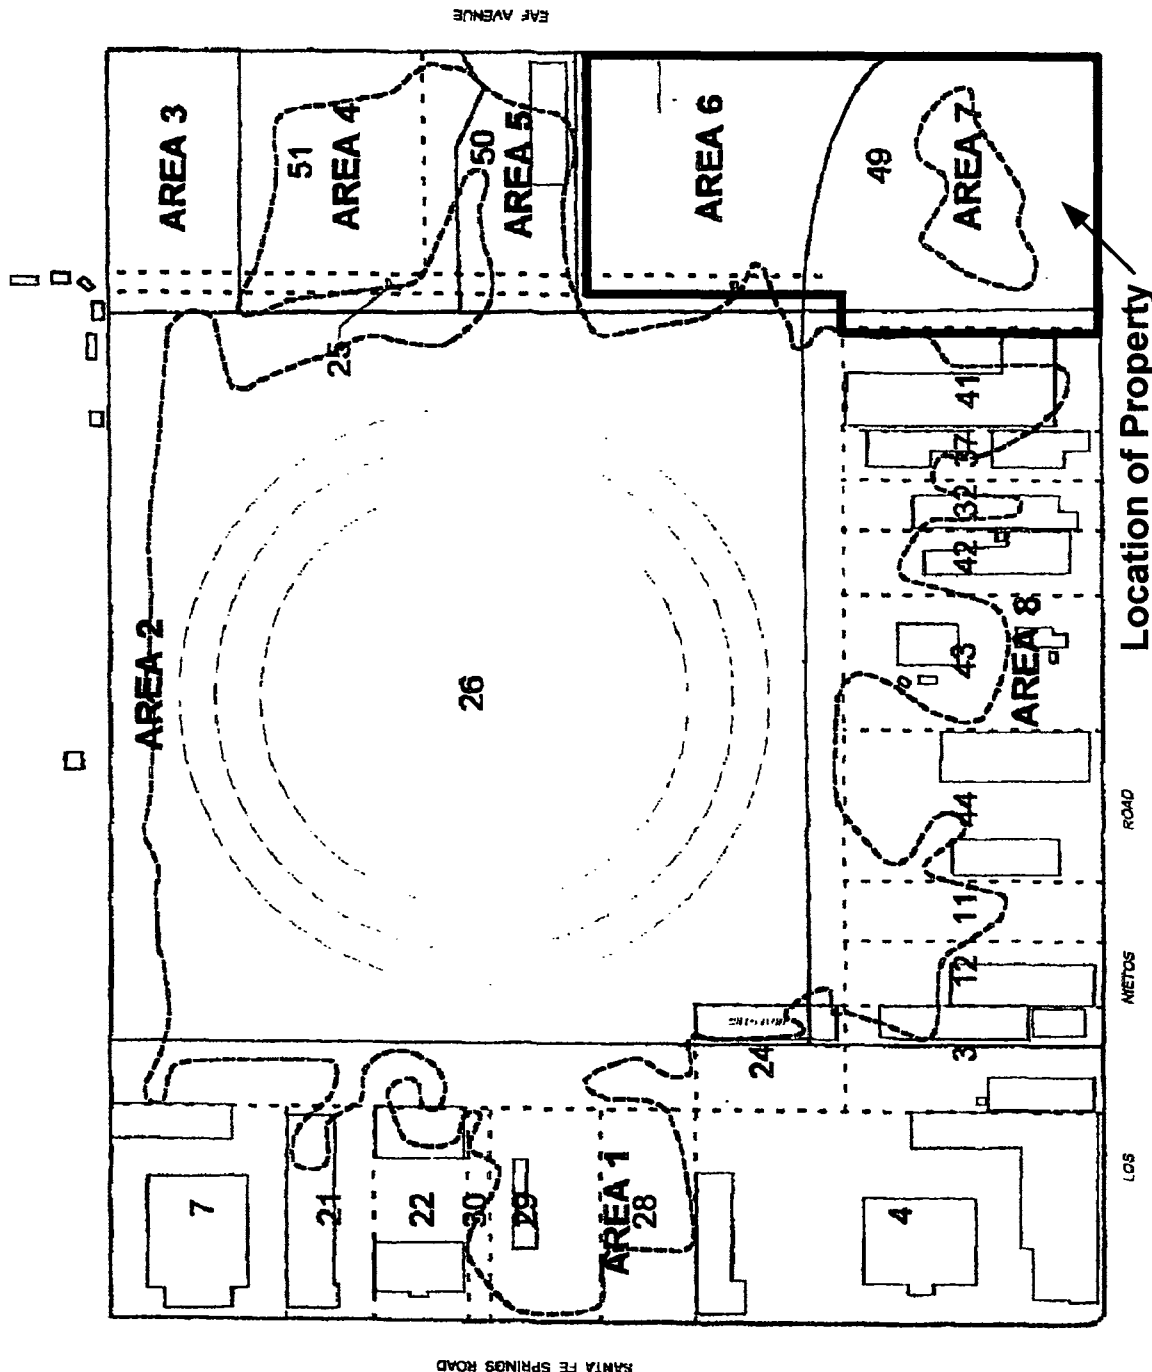 EAF AVENUE
AREA 3
AREA 4
51
AREA 5
50
AREA 6
AREA 7
49
25
Location of Property
41
37
32
42
AREA 8
43
44
11
12
3
24
26
AREA 2
ROAD
NIETOS
LOS
7
21
22
30
29
AREA 1
28
4
SANTA FE SPRINGS ROAD